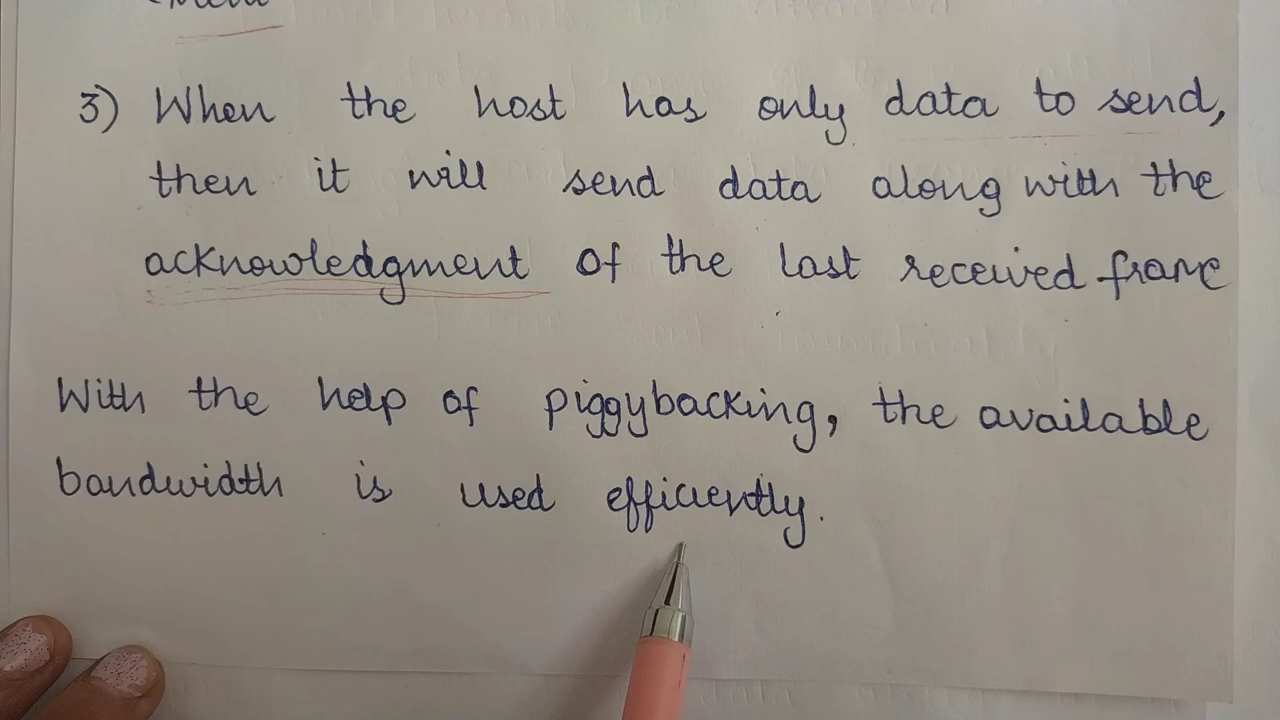 3) When the host has only data to send,
then it will send data along with the
acknowledgment of the last received frame
With the help of piggybacking, the available
bandwidth is used efficiently.